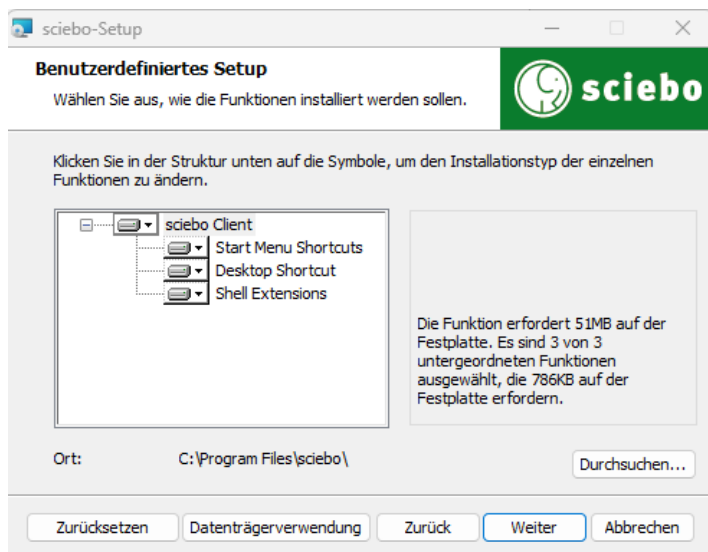 sciebo-Setup
Benutzerdefiniertes Setup
Wählen Sie aus, wie die Funktionen installiert werden sollen.
sciebo
Klicken Sie in der Struktur unten auf die Symbole, um den Installationstyp der einzelnen
Funktionen zu ändern.
sciebo Client
Start Menu Shortcuts
Desktop Shortcut
Shell Extensions
Die Funktion erfordert 51MB auf der
Festplatte. Es sind 3 von 3
untergeordneten Funktionen
ausgewählt, die 786KB auf der
Festplatte erfordern.
Ort: C:\Program Files\sciebo\
Durchsuchen...
Zurücksetzen Datenträgerverwendung Zurück Weiter Abbrechen